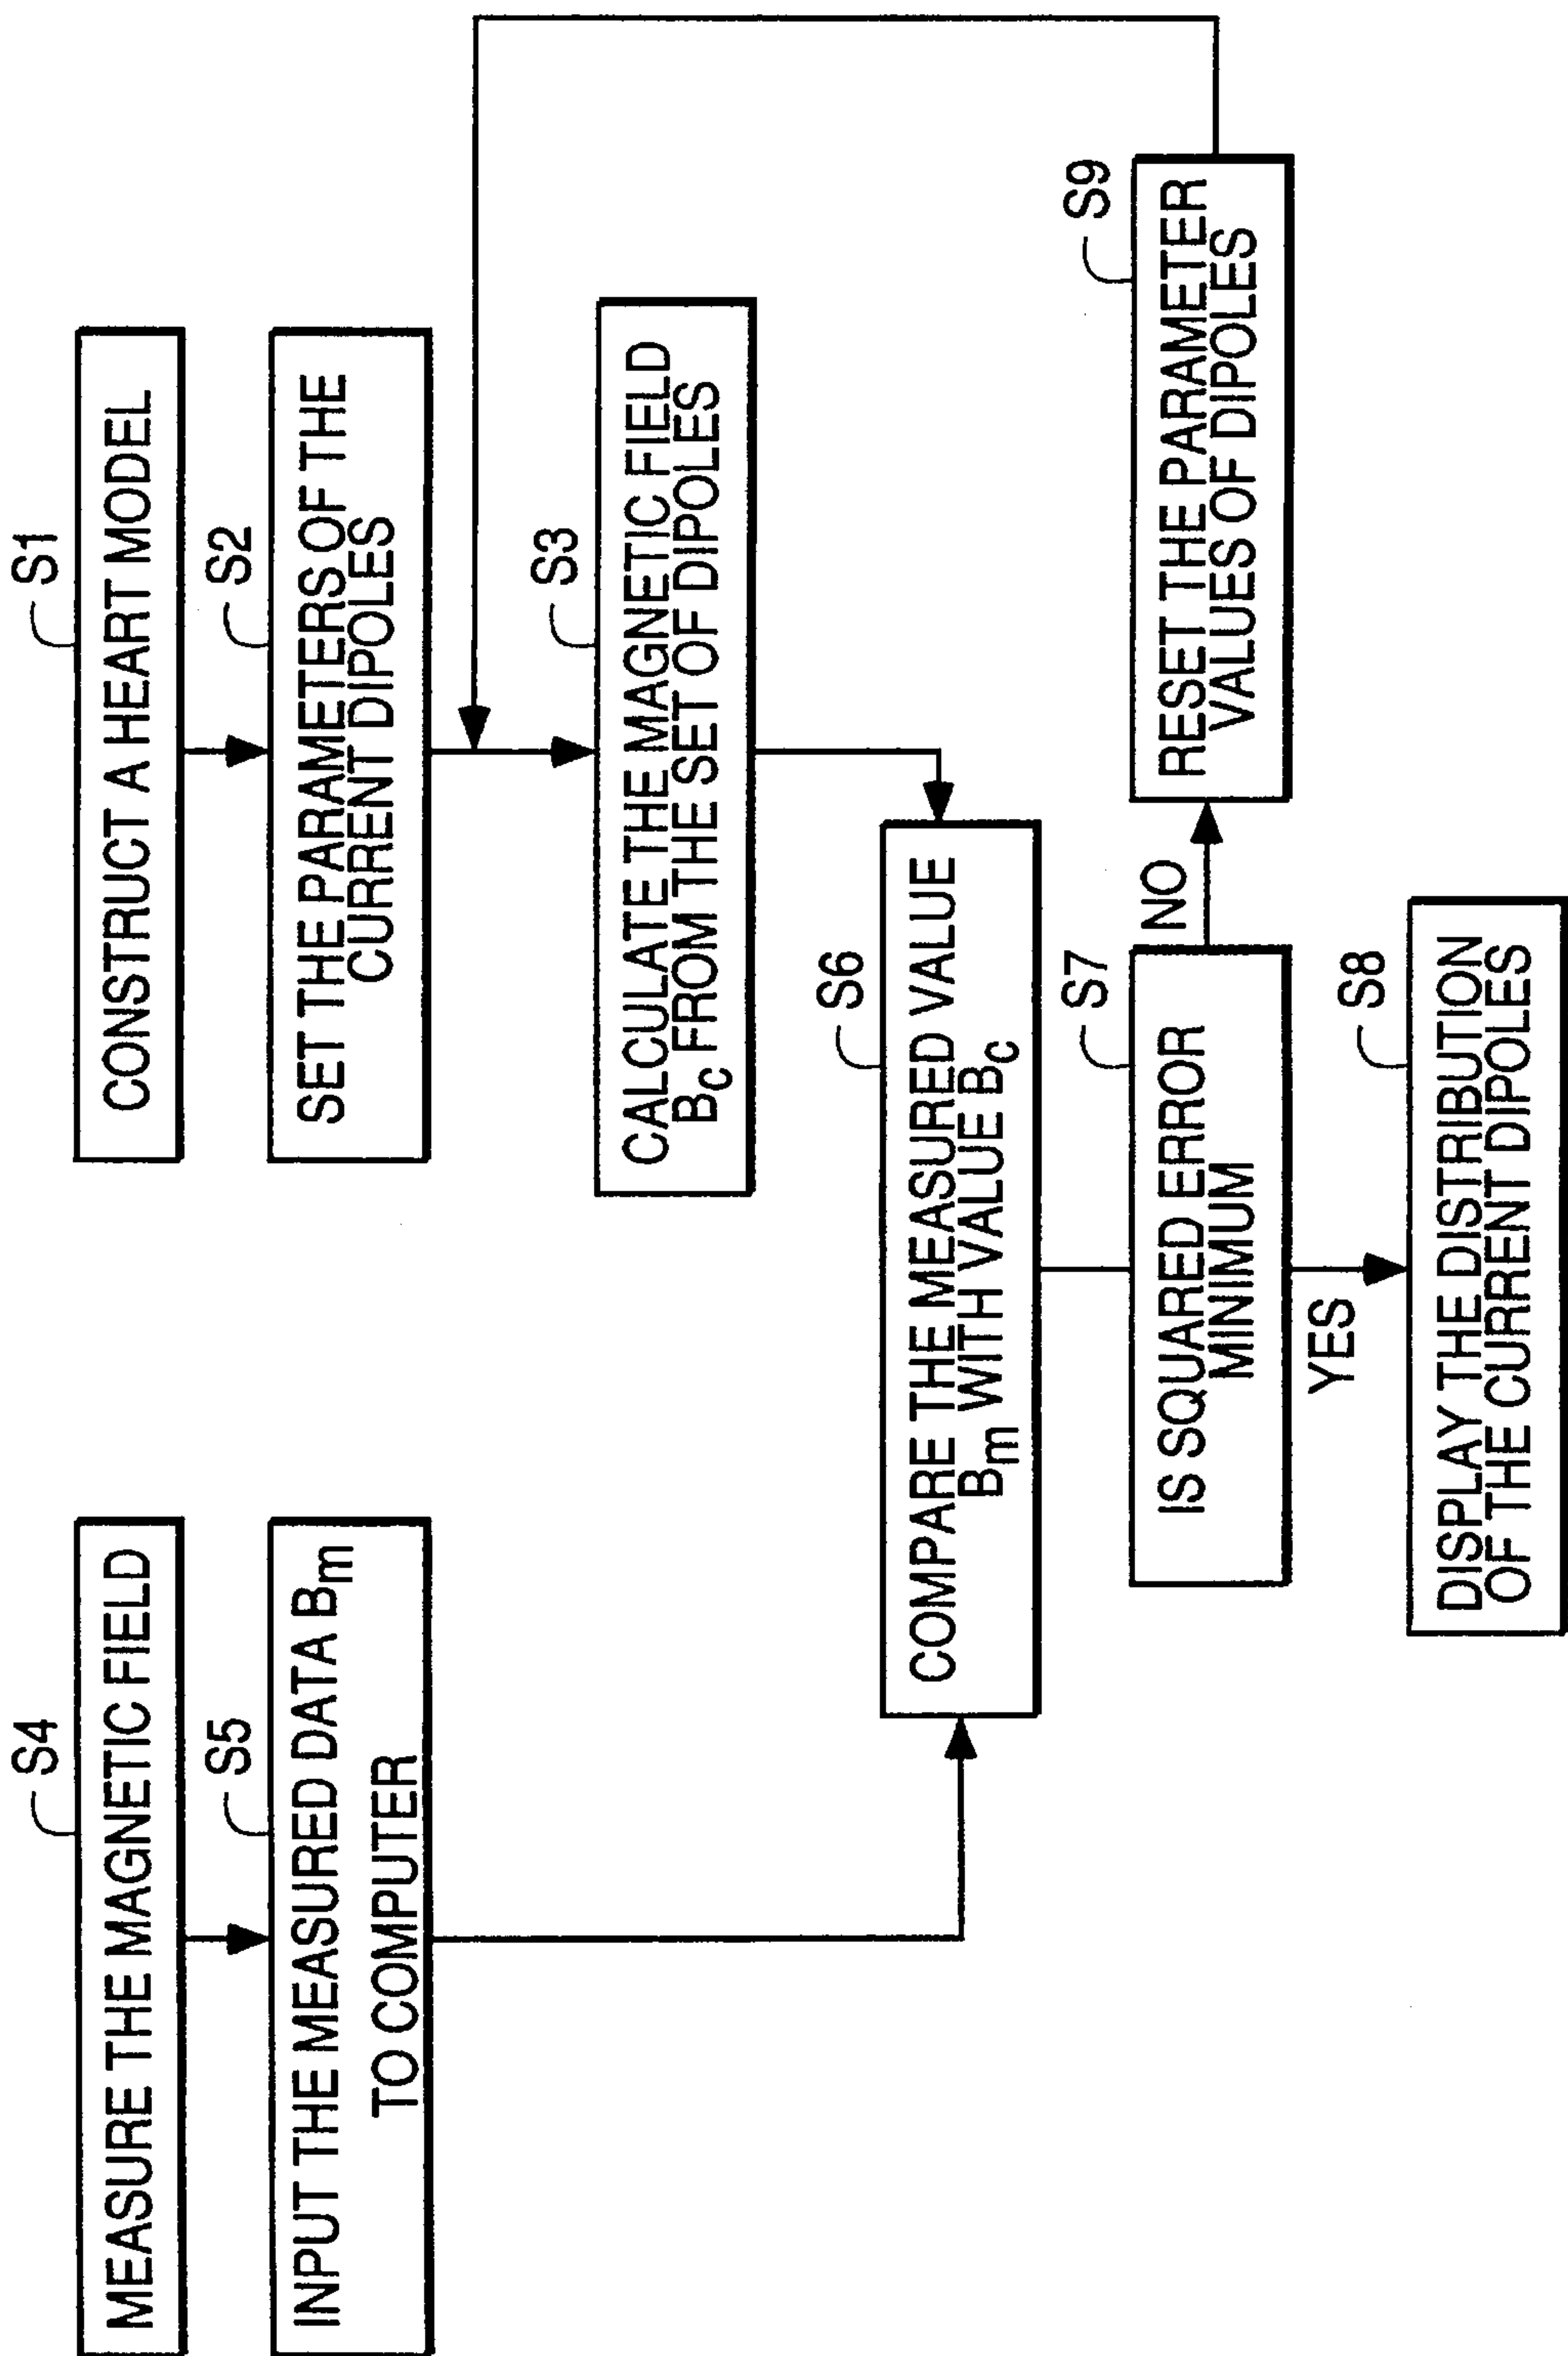 S4
MEASURE THE MAGNETIC FIELD
S5
INPUT THE MEASURED DATA Bm
TO COMPUTER
S1
CONSTRUCT A HEART MODEL
S2
SET THE PARAMETERS OF THE
CURRENT DIPOLES
S3
CALCULATE THE MAGNETIC FIELD
Bc FROM THE SET OF DIPOLES
S6
COMPARE THE MEASURED VALUE
Bm WITH VALUE Bc
S7
IS SQUARED ERROR
MINIMUM
NO
YES
S9
RESET THE PARAMETER
VALUES OF DIPOLES
S8
DISPLAY THE DISTRIBUTION
OF THE CURRENT DIPOLES